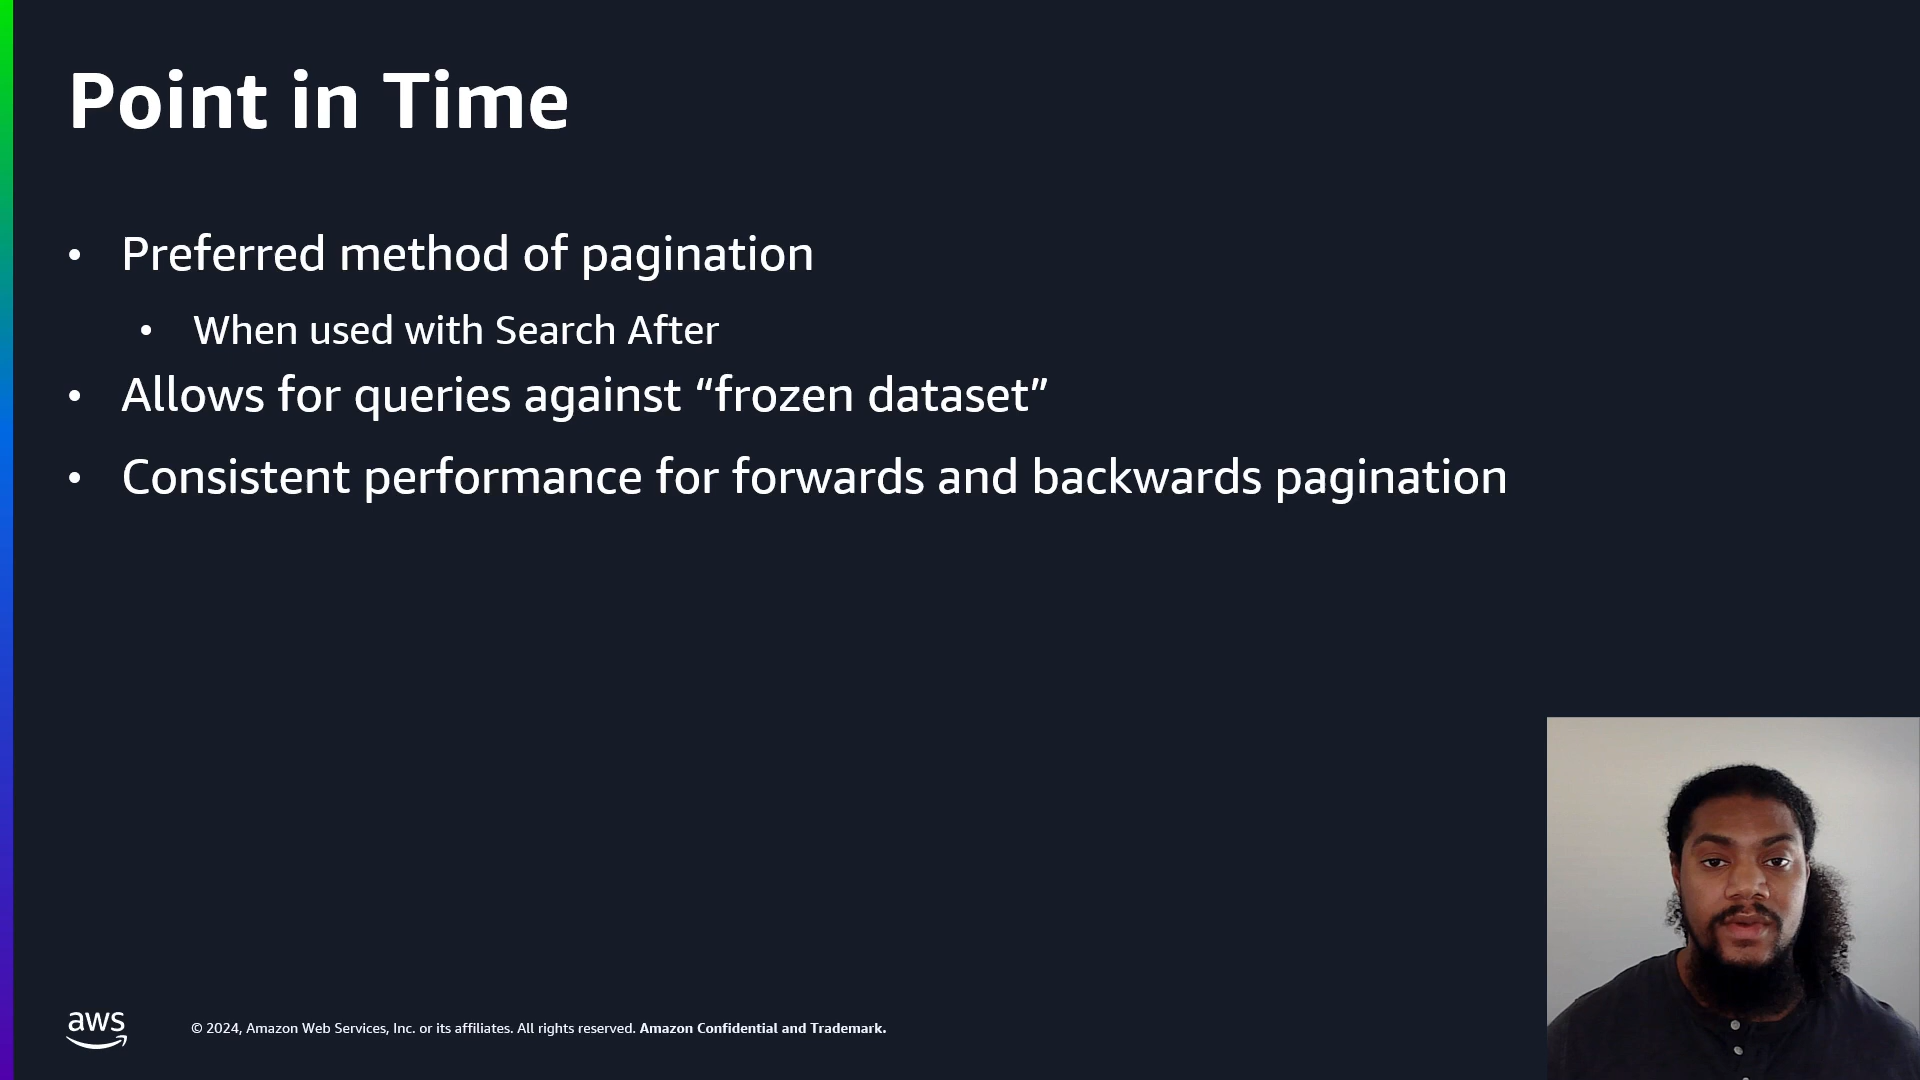 Point in Time
• Preferred method of pagination
• When used with Search After
• Allows for queries against “frozen dataset”
• Consistent performance for forwards and backwards pagination
aws
© 2024, Amazon Web Services, Inc. or its affiliates. All rights reserved. Amazon Confidential and Trademark.